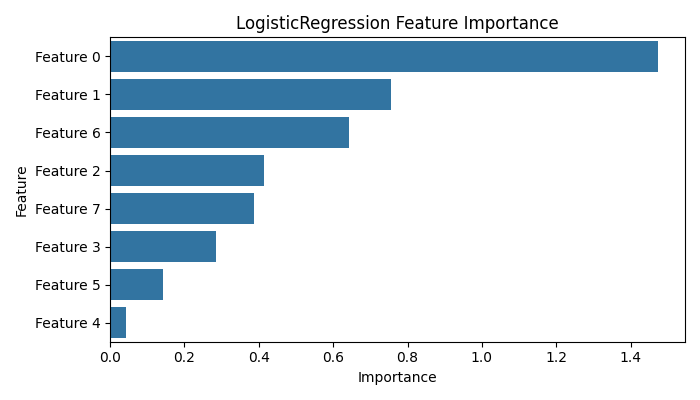 LogisticRegression Feature Importance
Feature 0
Feature 1
Feature 6
Feature 2
Feature 7
Feature 3
Feature 5
Feature 4
Feature
0.0 0.2 0.4 0.6 0.8 1.0 1.2 1.4
Importance